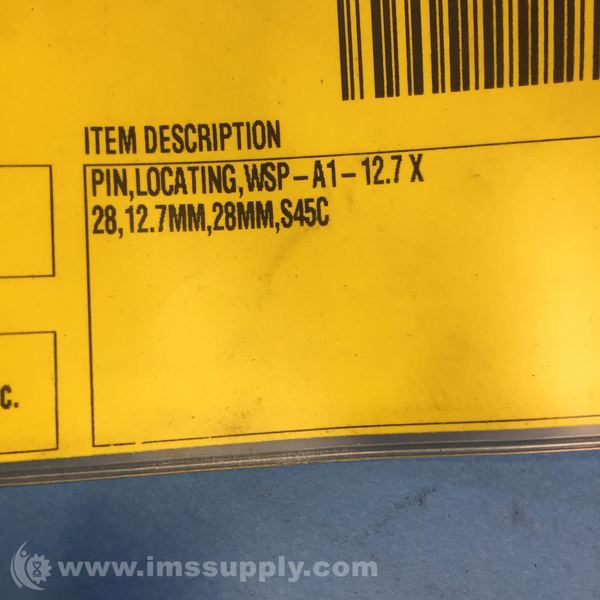 ITEM DESCRIPTION
PIN,LOCATING,WSP-A1-12.7 X
28,12.7MM,28MM,S45C
C.
www.imssupply.com